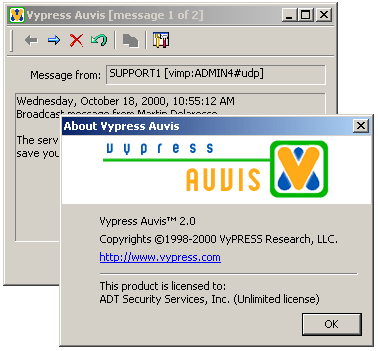 Vypress Auvis [message 1 of 2]
Message from: SUPPORT1 [vimp:ADMIN4#udp]
Wednesday, October 18, 2000, 10:55:12 AM
Broadcast message from Martin Delarosso
The serv
save you
About Vypress Auvis
vypress
AUVIS
Vypress Auvis™ 2.0
Copyrights ©1998-2000 VyPRESS Research, LLC.
http://www.vypress.com
This product is licensed to:
ADT Security Services, Inc. (Unlimited license)
OK